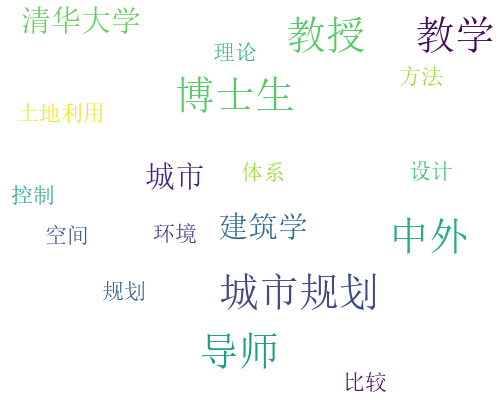 清华大学
教授
教学
理论
方法
博士生
土地利用
城市
体系
设计
控制
建筑学
空间
环境
中外
规划
城市规划
导师
比较